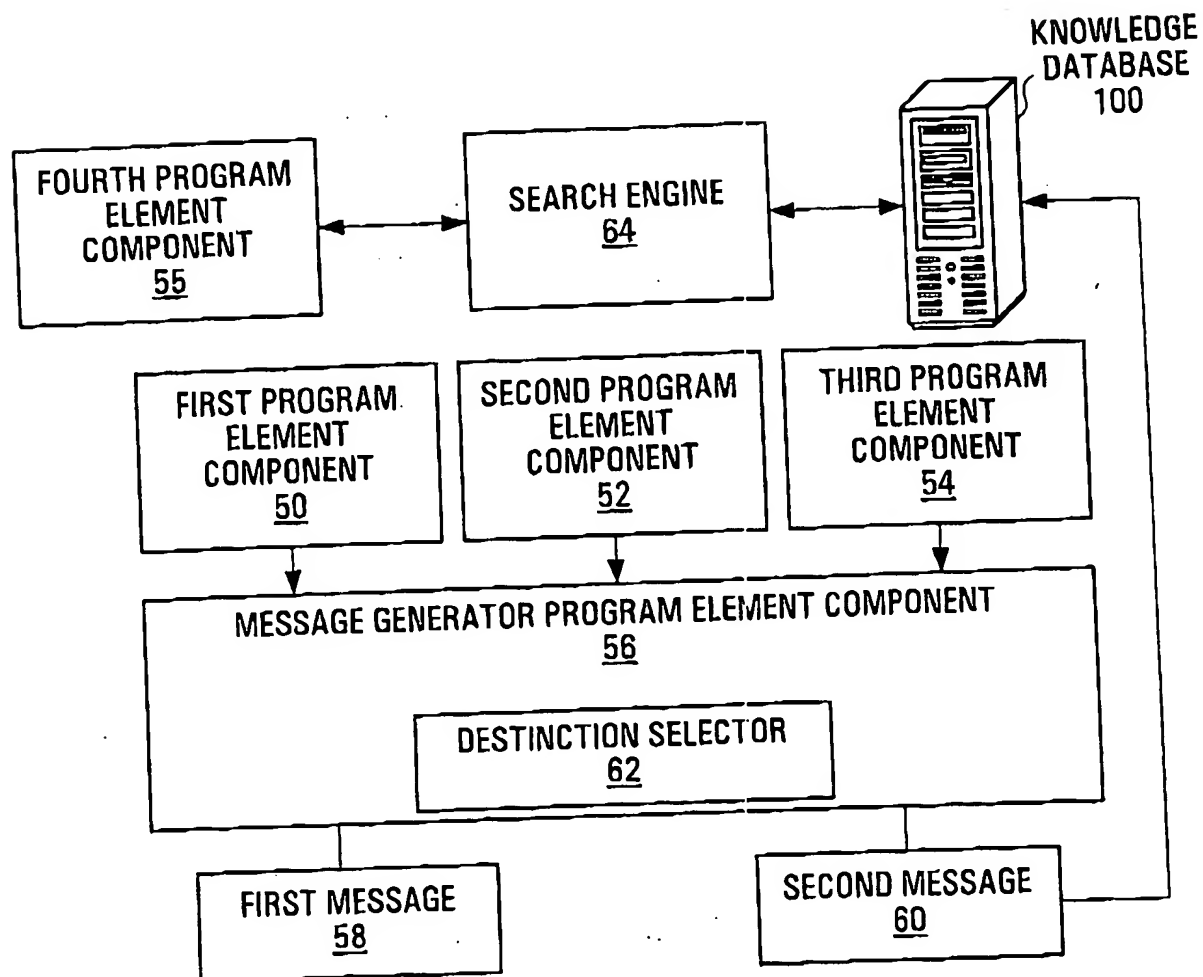 KNOWLEDGE
DATABASE
100
FOURTH PROGRAM
ELEMENT
COMPONENT
55
SEARCH ENGINE
64
FIRST PROGRAM
ELEMENT
COMPONENT
50
SECOND PROGRAM
ELEMENT
COMPONENT
52
THIRD PROGRAM
ELEMENT
COMPONENT
54
MESSAGE GENERATOR PROGRAM ELEMENT COMPONENT
56
DESTINCTION SELECTOR
62
FIRST MESSAGE
58
SECOND MESSAGE
60